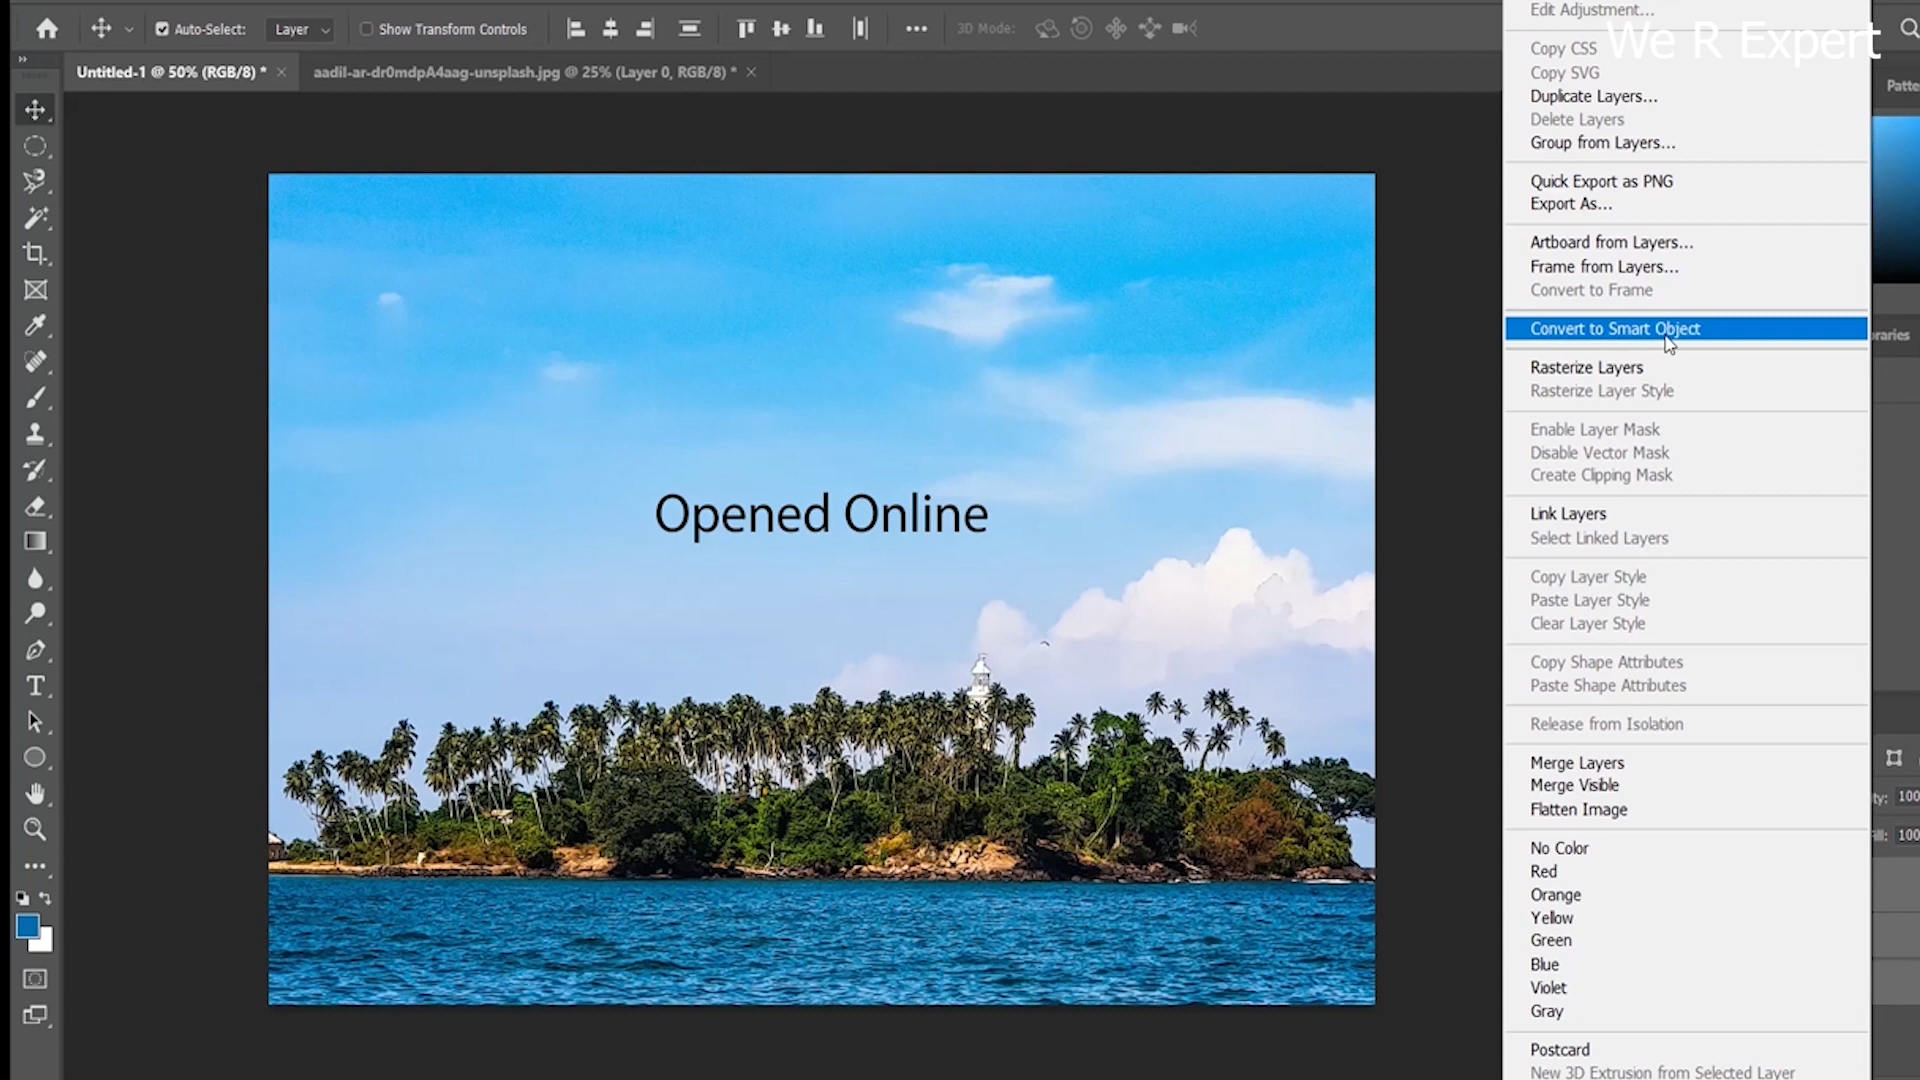 Auto-Select:
Layer
Show Transform Controls
3D Mode:
Untitled-1 @ 50% (RGB/8) *
aadil-ar-dr0mdpA4aag-unsplash.jpg @ 25% (Layer 0, RGB/8) *
Opened Online
We R Expert
Edit Adjustment...
Copy CSS
Copy SVG
Duplicate Layers...
Delete Layers
Group from Layers...
Quick Export as PNG
Export As...
Artboard from Layers...
Frame from Layers...
Convert to Frame
Convert to Smart Object
Rasterize Layers
Rasterize Layer Style
Enable Layer Mask
Disable Vector Mask
Create Clipping Mask
Link Layers
Select Linked Layers
Copy Layer Style
Paste Layer Style
Clear Layer Style
Copy Shape Attributes
Paste Shape Attributes
Release from Isolation
Merge Layers
Merge Visible
Flatten Image
No Color
Red
Orange
Yellow
Green
Blue
Violet
Gray
Postcard
New 3D Extrusion from Selected Layer